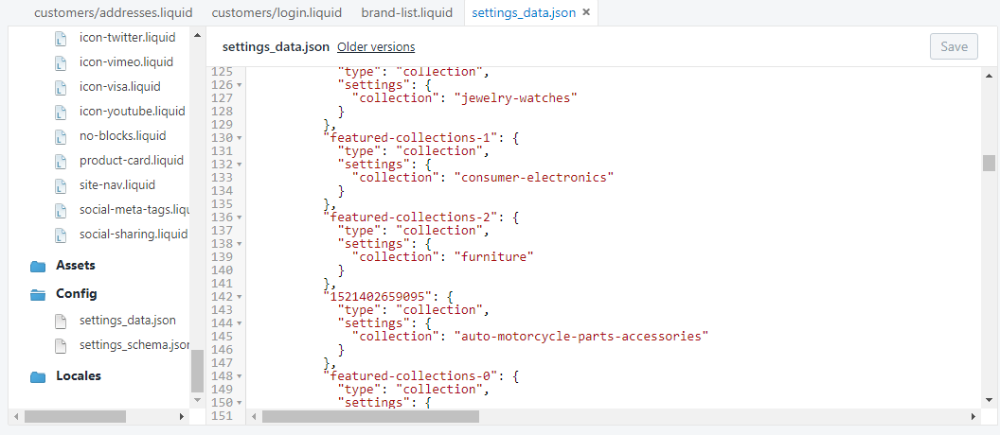 customers/addresses.liquid customers/login.liquid brand-list.liquid settings_data.json ×
icon-twitter.liquid
icon-vimeo.liquid
icon-visa.liquid
icon-youtube.liquid
no-blocks.liquid
product-card.liquid
site-nav.liquid
social-meta-tags.liqu
social-sharing.liquid
Assets
Config
settings_data.json
settings_schema.json
Locales
settings_data.json Older versions Save
125 "type": "collection",
126 "settings": {
127 "collection": "jewelry-watches"
128 }
129 },
130 "featured-collections-1": {
131 "type": "collection",
132 "settings": {
133 "collection": "consumer-electronics"
134 }
135 },
136 "featured-collections-2": {
137 "type": "collection",
138 "settings": {
139 "collection": "furniture"
140 }
141 },
142 "1521402659095": {
143 "type": "collection",
144 "settings": {
145 "collection": "auto-motorcycle-parts-accessories"
146 }
147 },
148 "featured-collections-0": {
149 "type": "collection",
150 "settings": {
151